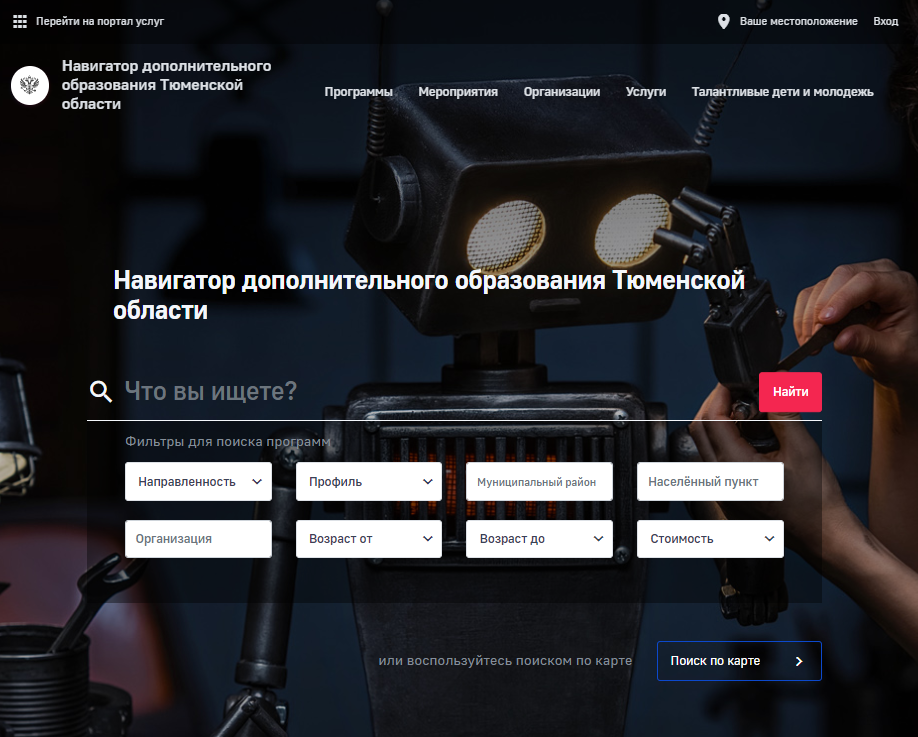 Перейти на портал услуг
Ваше местоположение
Вход
Навигатор дополнительного
образования Тюменской
области
Программы
Мероприятия
Организации
Услуги
Талантливые дети и молодежь
Навигатор дополнительного образования Тюменской
области
Что вы ищете?
Найти
Фильтры для поиска программ
Направленность
Профиль
Муниципальный район
Населённый пункт
Организация
Возраст от
Возраст до
Стоимость
или воспользуйтесь поиском по карте
Поиск по карте